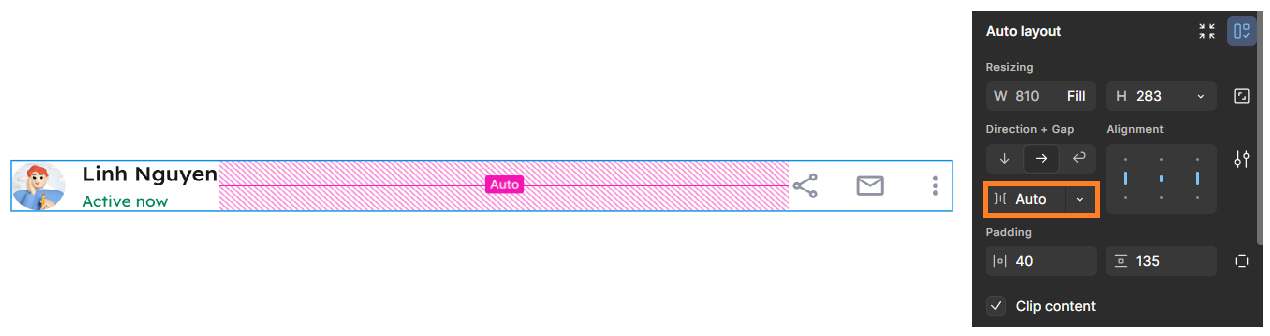 Linh Nguyen
Active now
Auto
Auto layout
Resizing
W 810 Fill
H 283
Direction + Gap
Alignment
Auto
Padding
40
135
Clip content